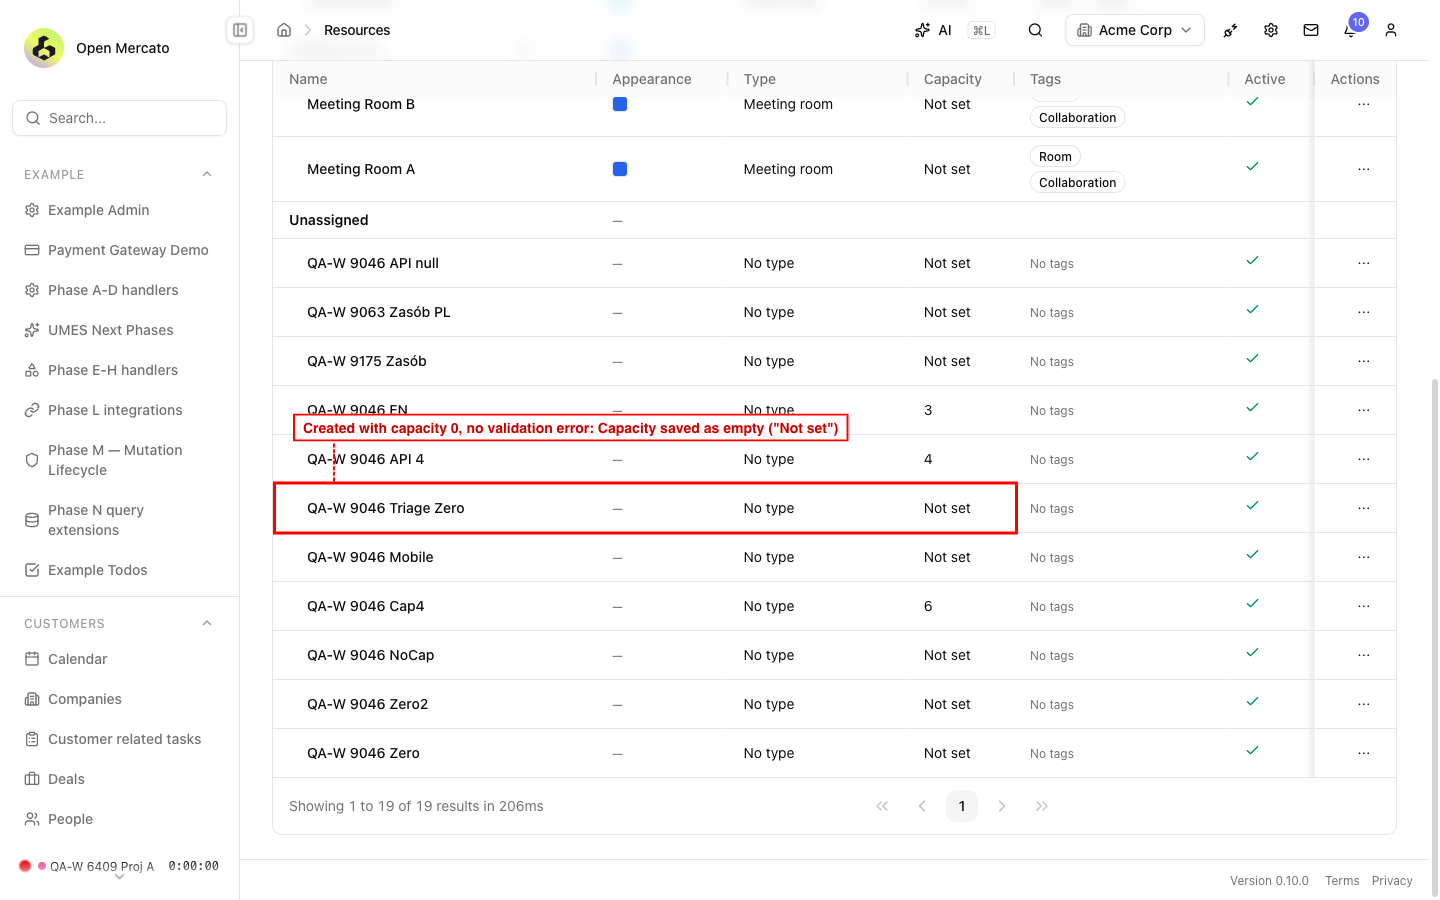 Open Mercato
Resources
AI
⌘L
Acme Corp
10
Search...
EXAMPLE
Example Admin
Payment Gateway Demo
Phase A-D handlers
UMES Next Phases
Phase E-H handlers
Phase L integrations
Phase M — Mutation
Lifecycle
Phase N query
extensions
Example Todos
CUSTOMERS
Calendar
Companies
Customer related tasks
Deals
People
QA-W 6409 Proj A 0:00:00
Name Appearance Type Capacity Tags Active Actions
Meeting Room B Meeting room Not set
Collaboration
Meeting Room A Meeting room Not set Room
Collaboration
Unassigned –
QA-W 9046 API null – No type Not set No tags
QA-W 9063 Zasób PL – No type Not set No tags
QA-W 9175 Zasób – No type Not set No tags
QA-W 9046 EN – No type 3 No tags
Created with capacity 0, no validation error: Capacity saved as empty ("Not set")
QA-W 9046 API 4 – No type 4 No tags
QA-W 9046 Triage Zero – No type Not set No tags
QA-W 9046 Mobile – No type Not set No tags
QA-W 9046 Cap4 – No type 6 No tags
QA-W 9046 NoCap – No type Not set No tags
QA-W 9046 Zero2 – No type Not set No tags
QA-W 9046 Zero – No type Not set No tags
Showing 1 to 19 of 19 results in 206ms
1
Version 0.10.0 Terms Privacy